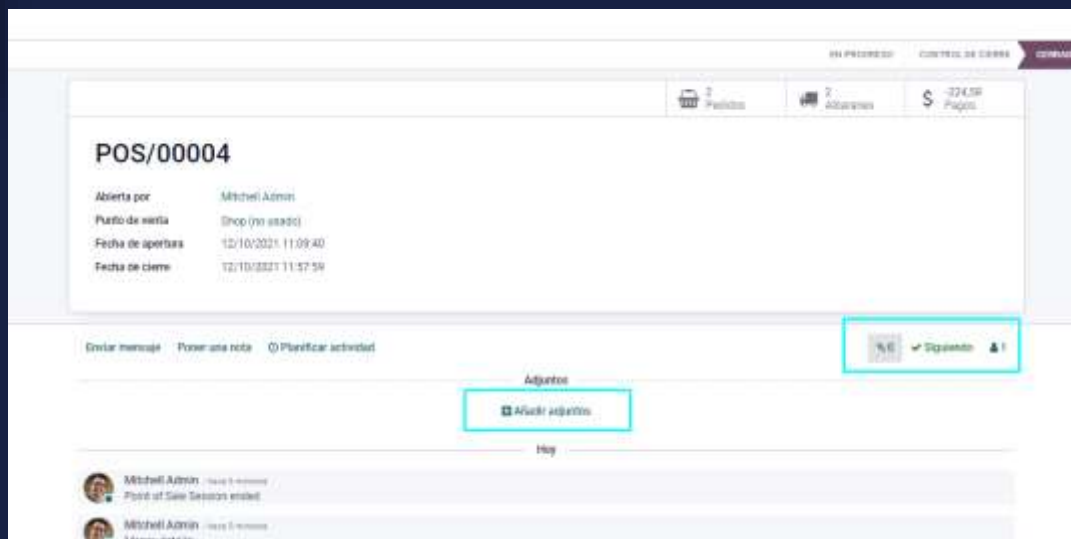 EN PROGRESO CONTROL DE CIERRE
2 Pedidos
2 Albaranes
$ -224,58 Pagos
POS/00004
Abierta por Mitchell Admin
Punto de venta Shop (no usado)
Fecha de apertura 12/10/2021 11:09:40
Fecha de cierre 12/10/2021 11:57:59
Enviar mensaje Poner una nota Planificar actividad
Siguiendo 1
Adjuntos
Añadir adjuntos
Hoy
Mitchell Admin
Point of Sale Session ended
Mitchell Admin